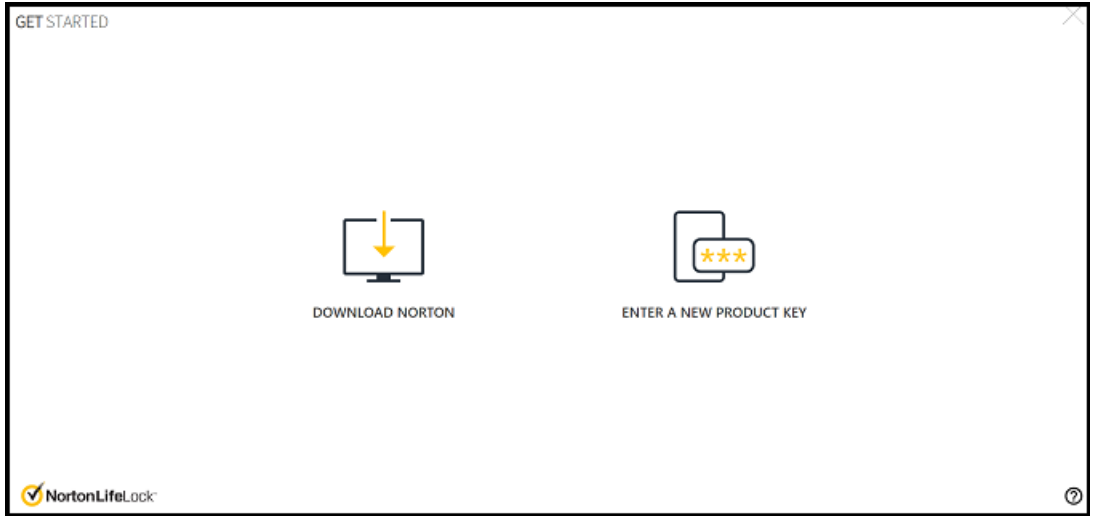 GET STARTED
DOWNLOAD NORTON
ENTER A NEW PRODUCT KEY
***
NortonLifeLock